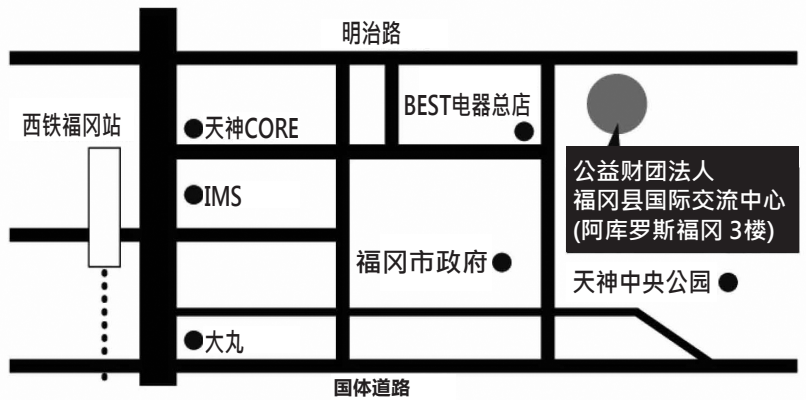 明治路
西铁福冈站
天神CORE
BEST电器总店
公益财团法人
福冈县国际交流中心
(阿库罗斯福冈 3楼)
IMS
福冈市政府
天神中央公园
大丸
国体道路